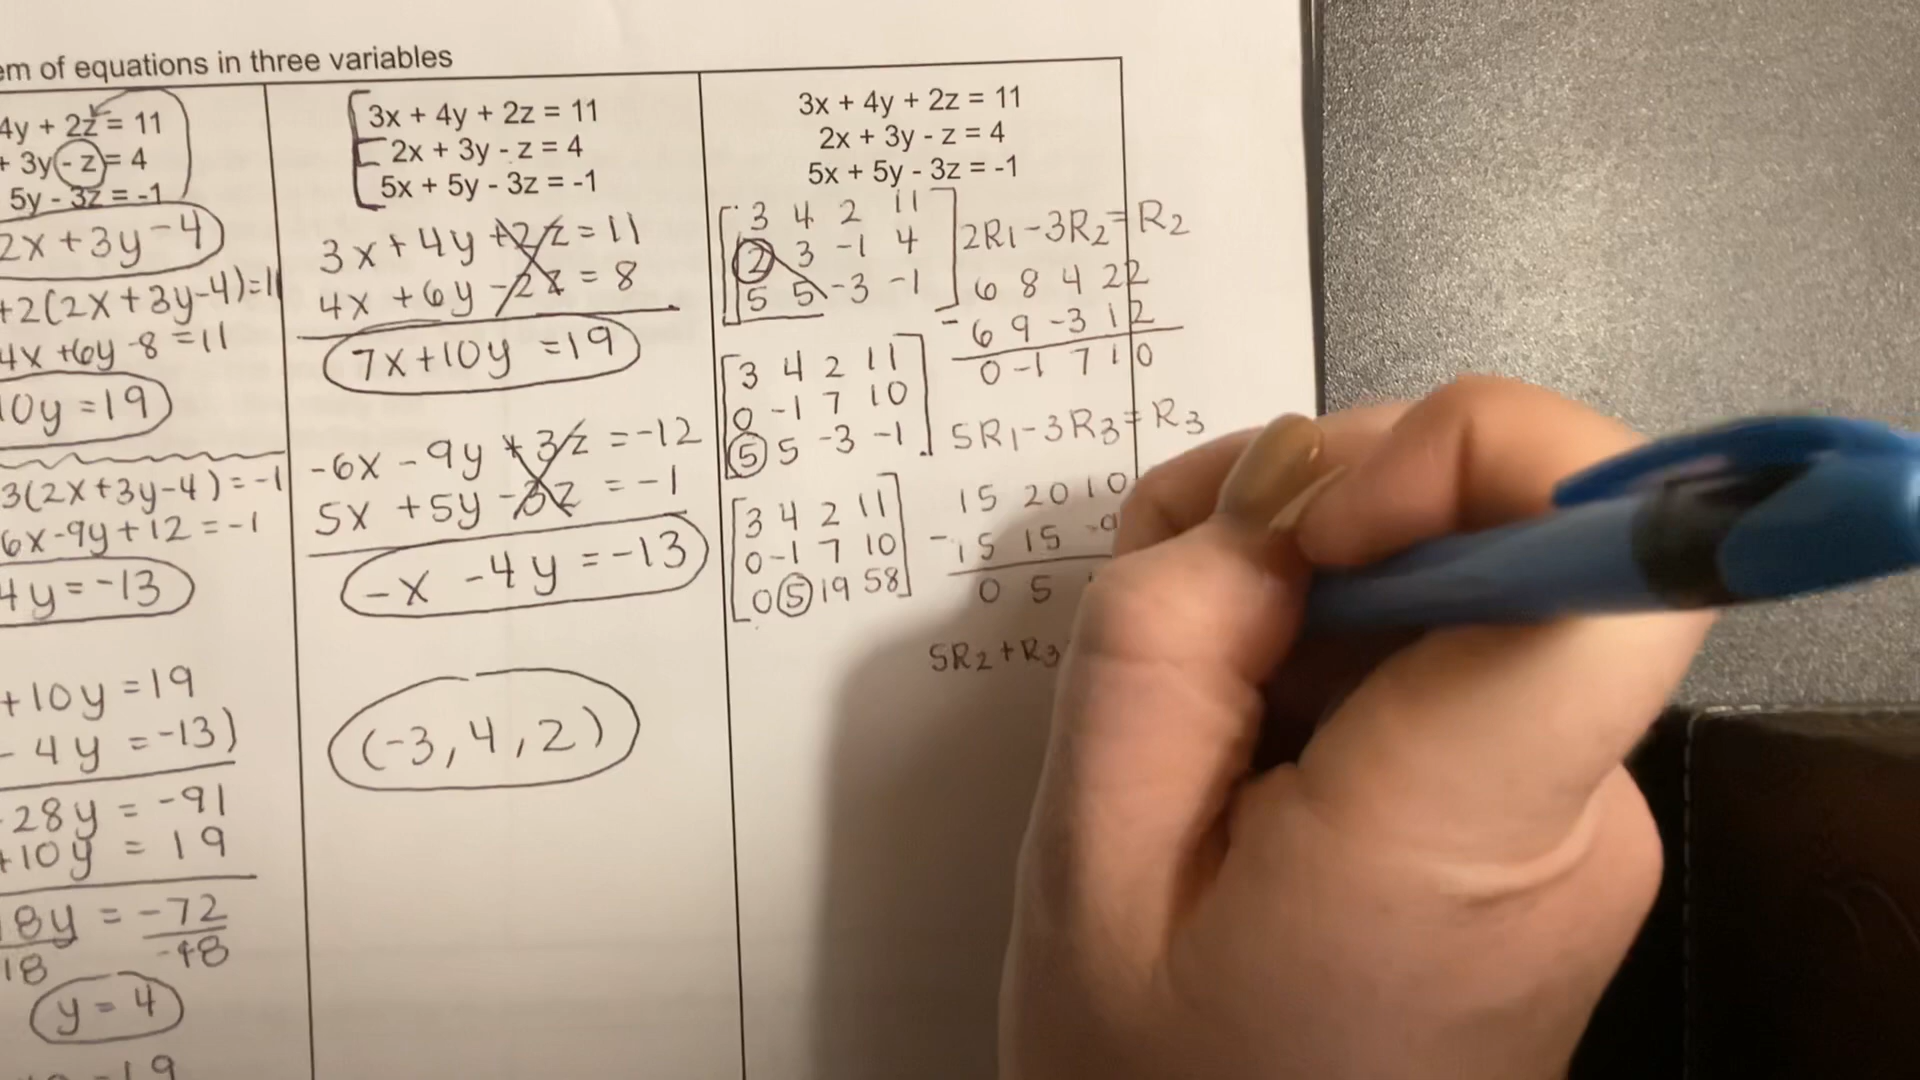 em of equations in three variables
4y + 2z = 11
+ 3y - z = 4
5y - 3z = -1
2x + 3y - 4
+2(2x+3y-4)=11
4x +6y -8 =11
10y = 19
3(2x+3y-4) = -1
6x-9y+12 = -1
4y = -13
+10y = 19
- 4y = -13)
28y = -91
+10y = 19
18y = -72
18 -48
y = 4
19
3x + 4y + 2z = 11
2x + 3y - z = 4
5x + 5y - 3z = -1
3x + 4y +2z = 11
4x + 6y -2z = 8
7x + 10y = 19
-6x - 9y +3z = -12
5x + 5y -3z = -1
-x - 4y = -13
(-3, 4, 2)
3x + 4y + 2z = 11
2x + 3y - z = 4
5x + 5y - 3z = -1
3 4 2 11
2 3 -1 4
5 5 -3 -1
2R1 - 3R2 = R2
6 8 4 22
- 6 9 -3 12
0 -1 7 10
3 4 2 11
0 -1 7 10
5 5 -3 -1
5R1 - 3R3 = R3
15 20 10
- 15 15 -9
0 5
3 4 2 11
0 -1 7 10
0 5 19 58
5R2 + R3